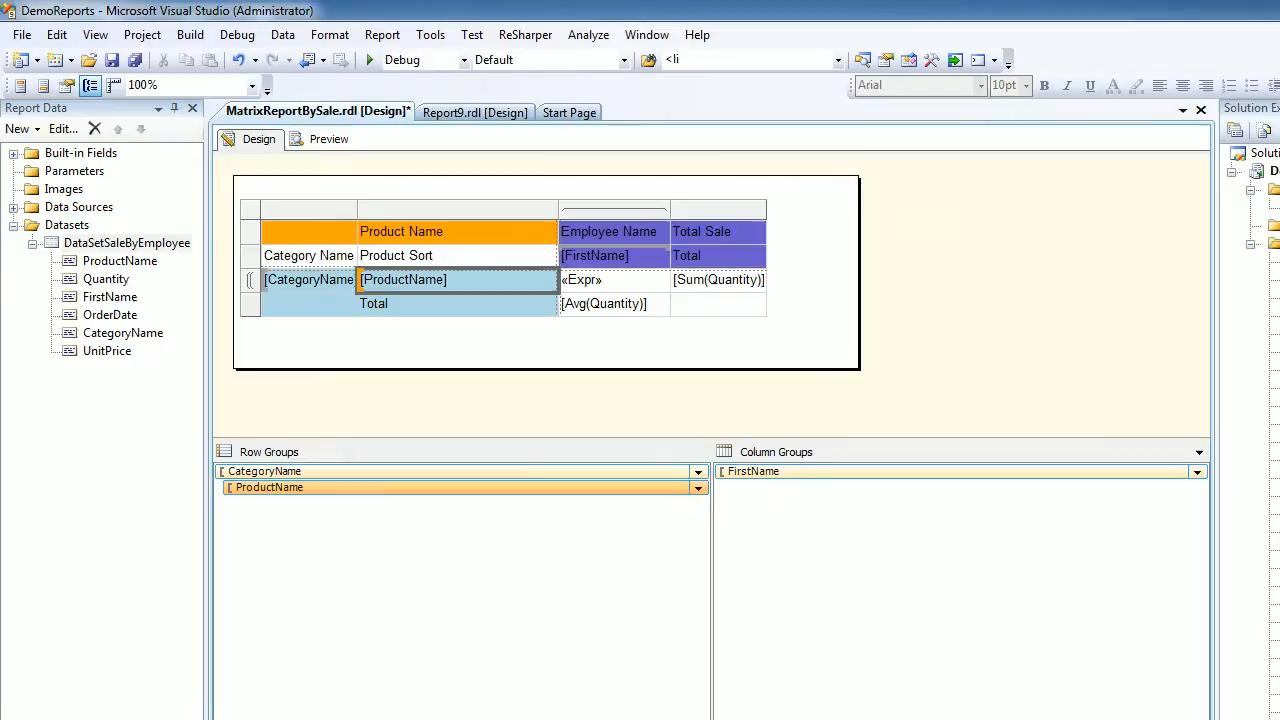 DemoReports - Microsoft Visual Studio (Administrator)
File Edit View Project Build Debug Data Format Report Tools Test ReSharper Analyze Window Help
Debug Default <li
100% Arial 10pt
Report Data MatrixReportBySale.rdl [Design]* Report9.rdl [Design] Start Page Solution E
New Edit...
Design Preview
Built-in Fields
Parameters
Images
Data Sources
Datasets
DataSetSaleByEmployee
ProductName
Quantity
FirstName
OrderDate
CategoryName
UnitPrice
Product Name Employee Name Total Sale
Category Name Product Sort [FirstName] Total
[CategoryName] [ProductName] «Expr» [Sum(Quantity)]
Total [Avg(Quantity)]
Row Groups Column Groups
CategoryName FirstName
ProductName
Soluti